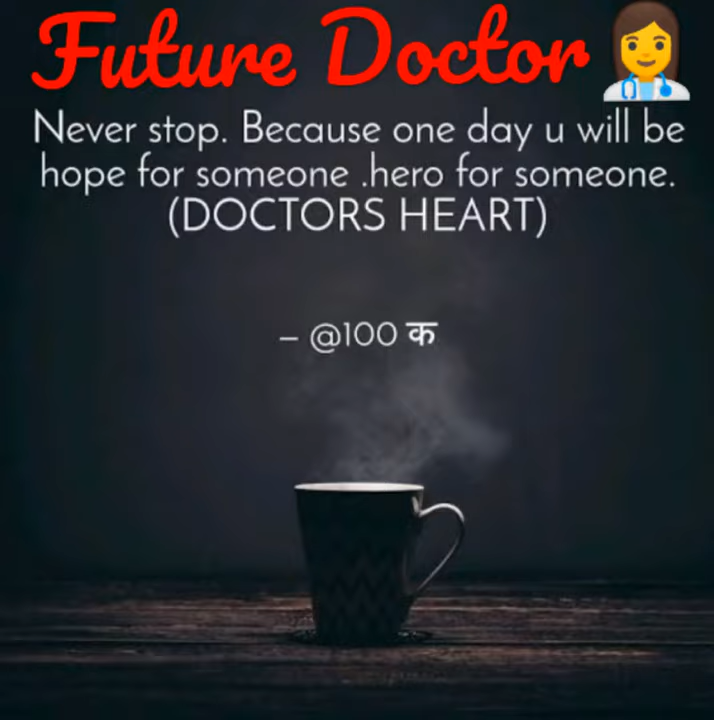 Future Doctor 👩‍⚕️
Never stop. Because one day u will be
hope for someone .hero for someone.
(DOCTORS HEART)
– @100 क